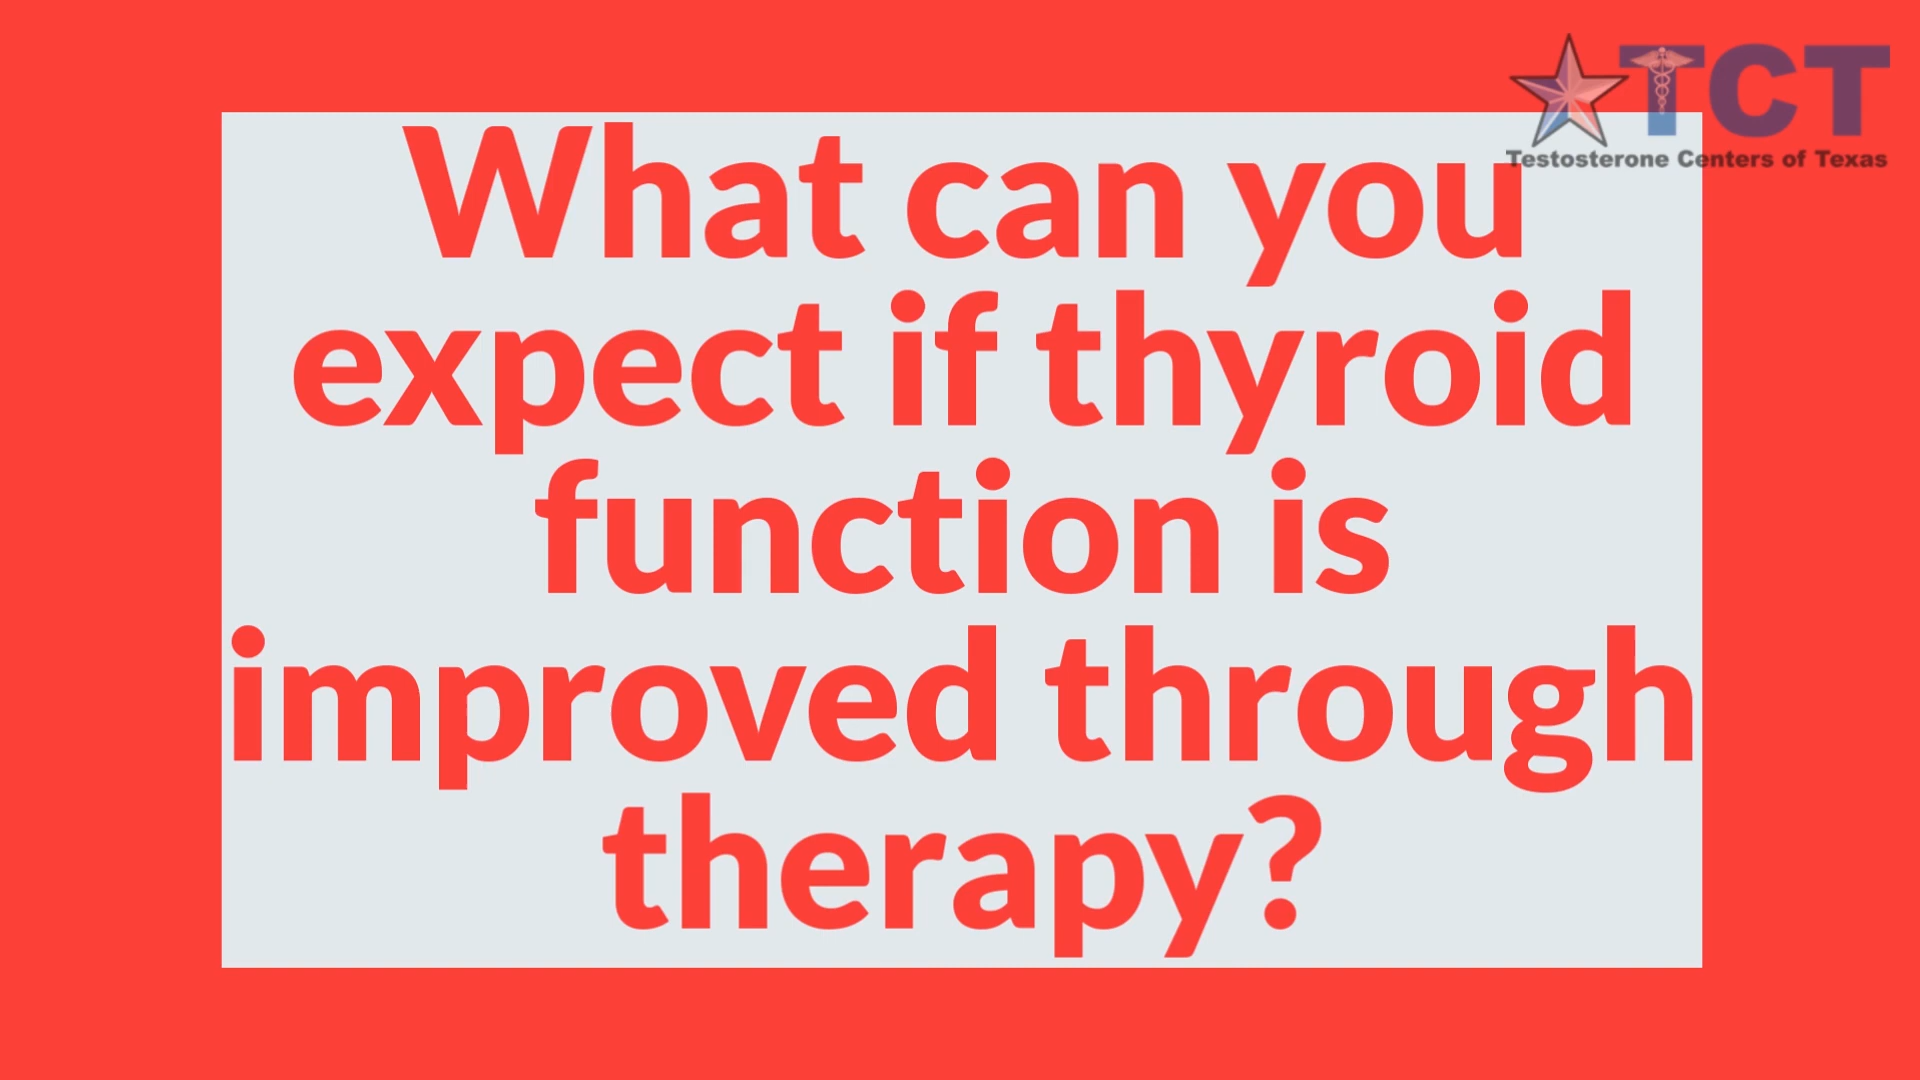 TCT
Testosterone Centers of Texas
What can you
expect if thyroid
function is
improved through
therapy?